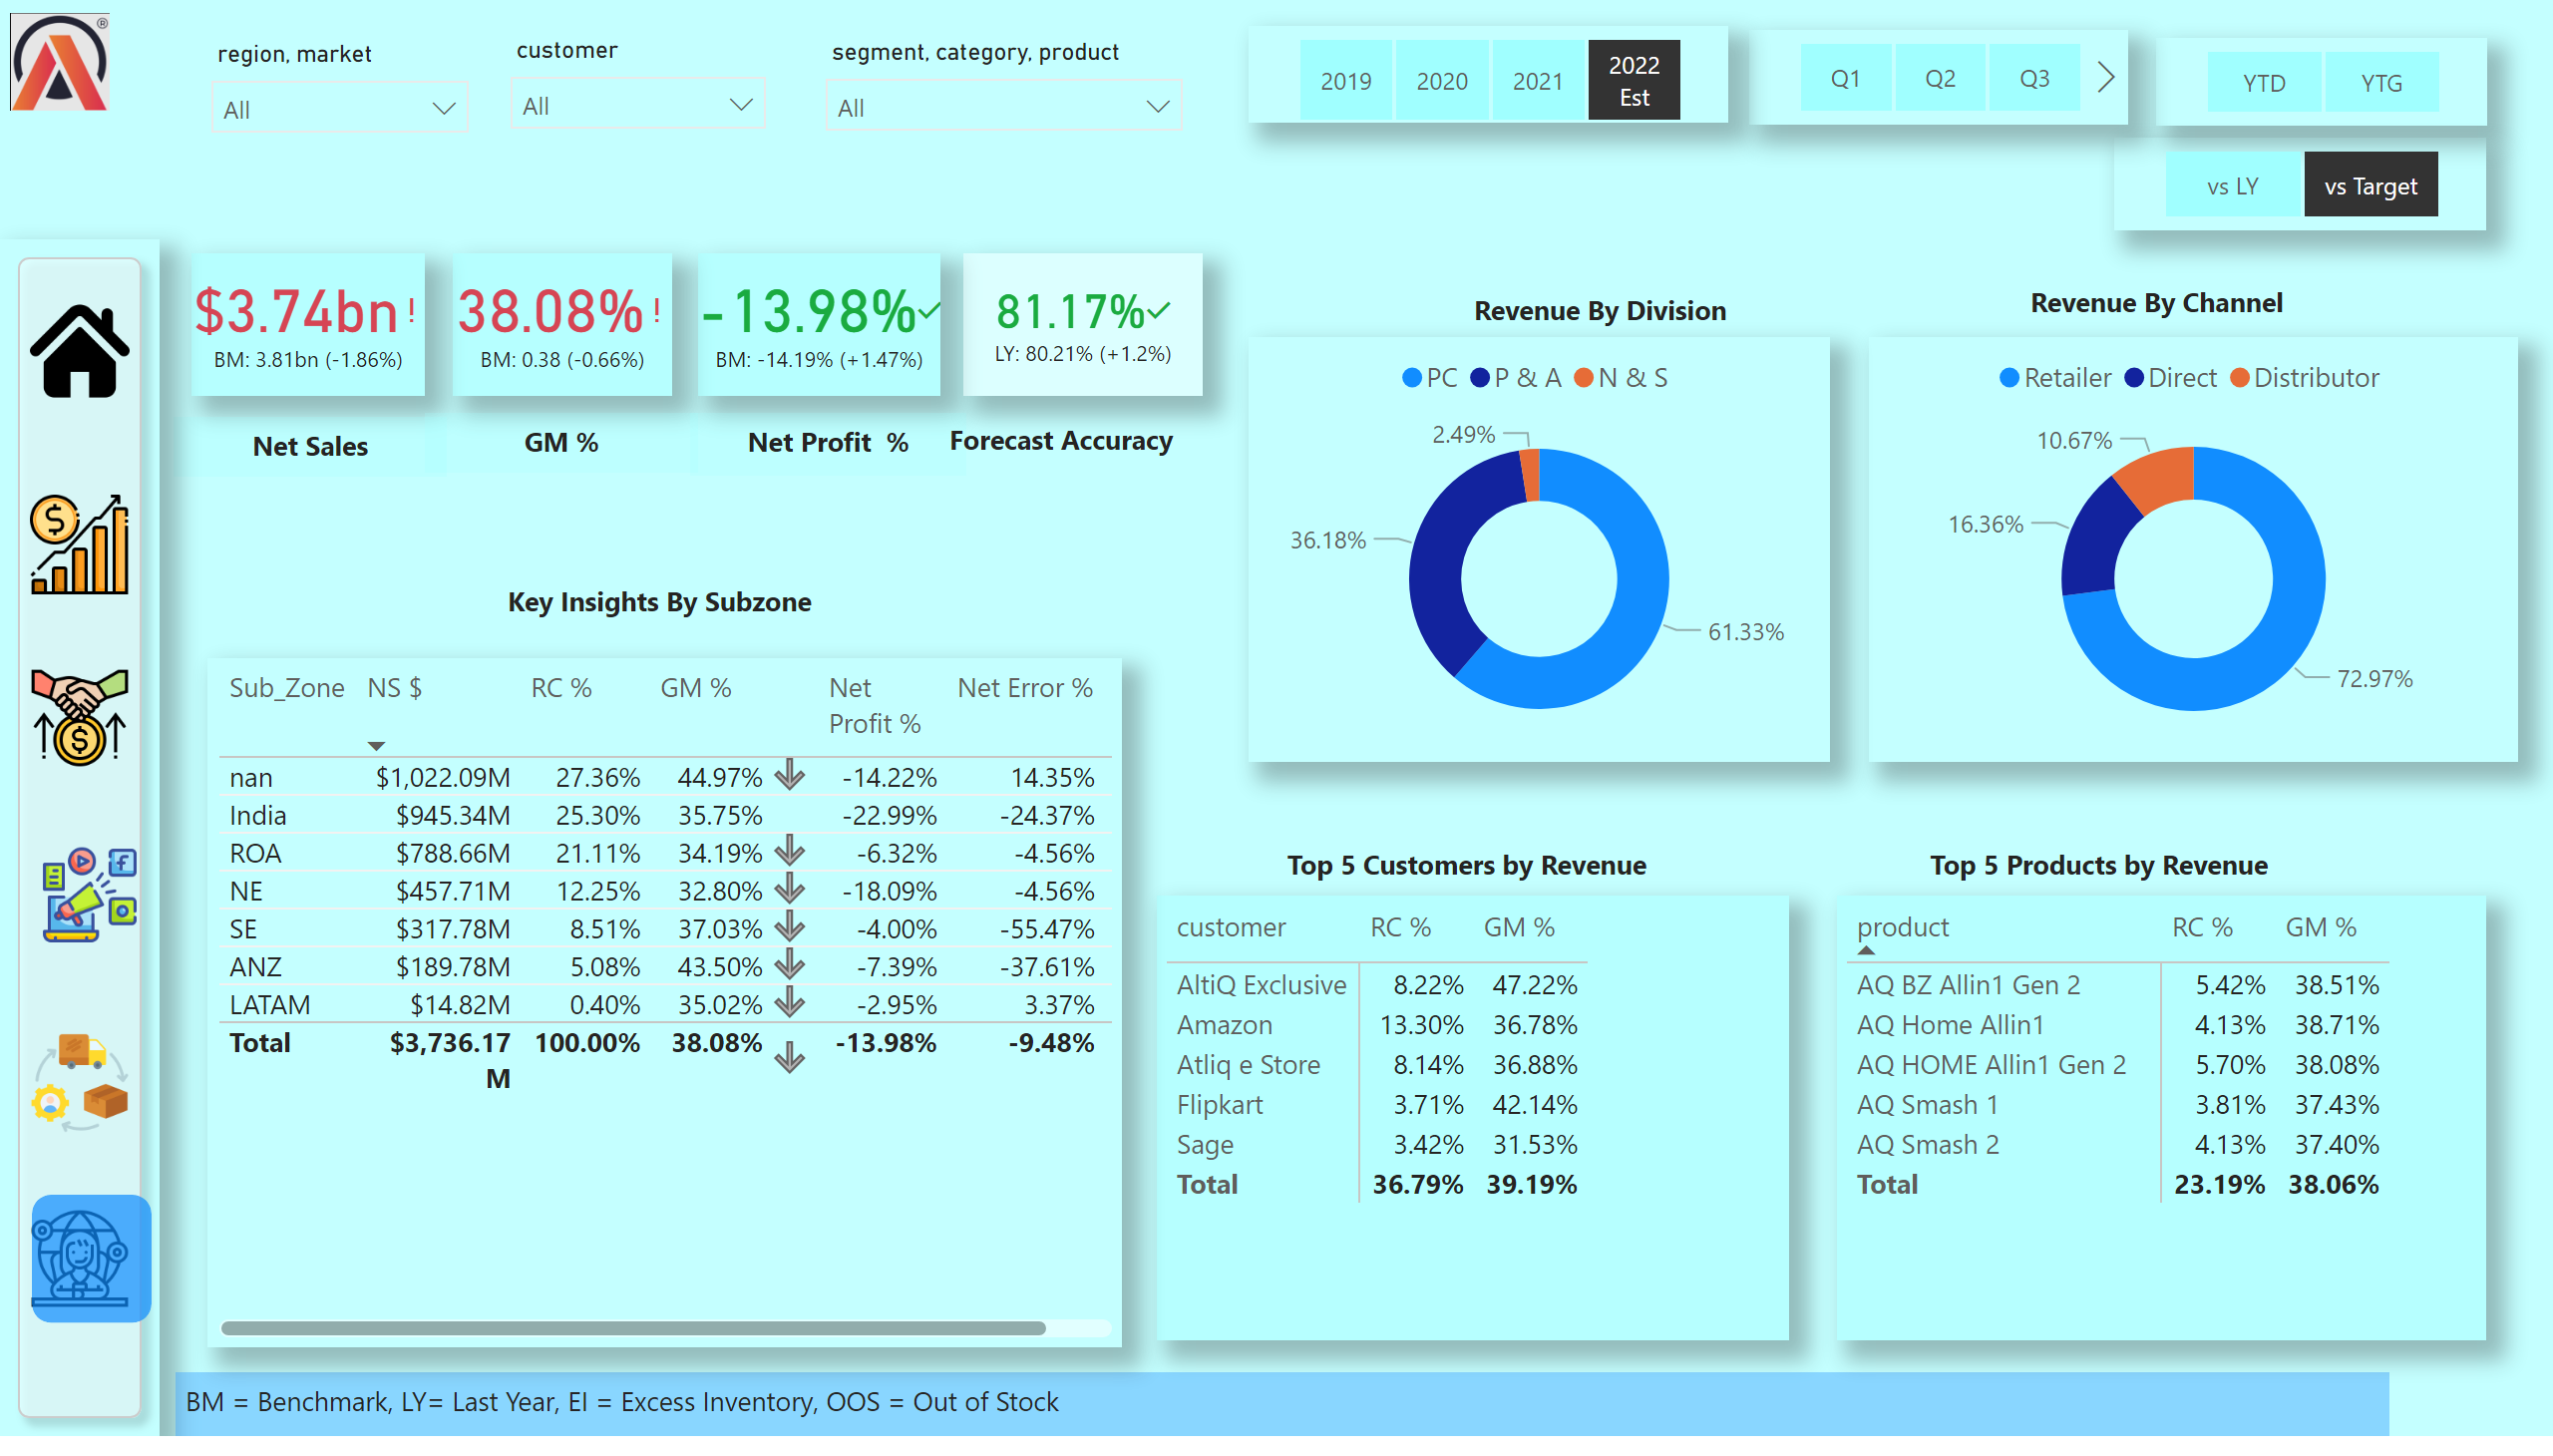 ®
region, market
All
customer
All
segment, category, product
All
2019
2020
2021
2022
Est
Q1
Q2
Q3
YTD
YTG
vs LY
vs Target
$3.74bn!
BM: 3.81bn (-1.86%)
Net Sales
38.08%!
BM: 0.38 (-0.66%)
GM %
-13.98%✓
BM: -14.19% (+1.47%)
Net Profit %
81.17%✓
LY: 80.21% (+1.2%)
Forecast Accuracy
Revenue By Division
PC P & A N & S
2.49%
36.18%
61.33%
Revenue By Channel
Retailer Direct Distributor
10.67%
16.36%
72.97%
Key Insights By Subzone
Sub_Zone NS $ RC % GM % Net Profit % Net Error %
nan $1,022.09M 27.36% 44.97% -14.22% 14.35%
India $945.34M 25.30% 35.75% -22.99% -24.37%
ROA $788.66M 21.11% 34.19% -6.32% -4.56%
NE $457.71M 12.25% 32.80% -18.09% -4.56%
SE $317.78M 8.51% 37.03% -4.00% -55.47%
ANZ $189.78M 5.08% 43.50% -7.39% -37.61%
LATAM $14.82M 0.40% 35.02% -2.95% 3.37%
Total $3,736.17M 100.00% 38.08% -13.98% -9.48%
Top 5 Customers by Revenue
customer RC % GM %
AltiQ Exclusive 8.22% 47.22%
Amazon 13.30% 36.78%
Atliq e Store 8.14% 36.88%
Flipkart 3.71% 42.14%
Sage 3.42% 31.53%
Total 36.79% 39.19%
Top 5 Products by Revenue
product RC % GM %
AQ BZ Allin1 Gen 2 5.42% 38.51%
AQ Home Allin1 4.13% 38.71%
AQ HOME Allin1 Gen 2 5.70% 38.08%
AQ Smash 1 3.81% 37.43%
AQ Smash 2 4.13% 37.40%
Total 23.19% 38.06%
BM = Benchmark, LY= Last Year, EI = Excess Inventory, OOS = Out of Stock